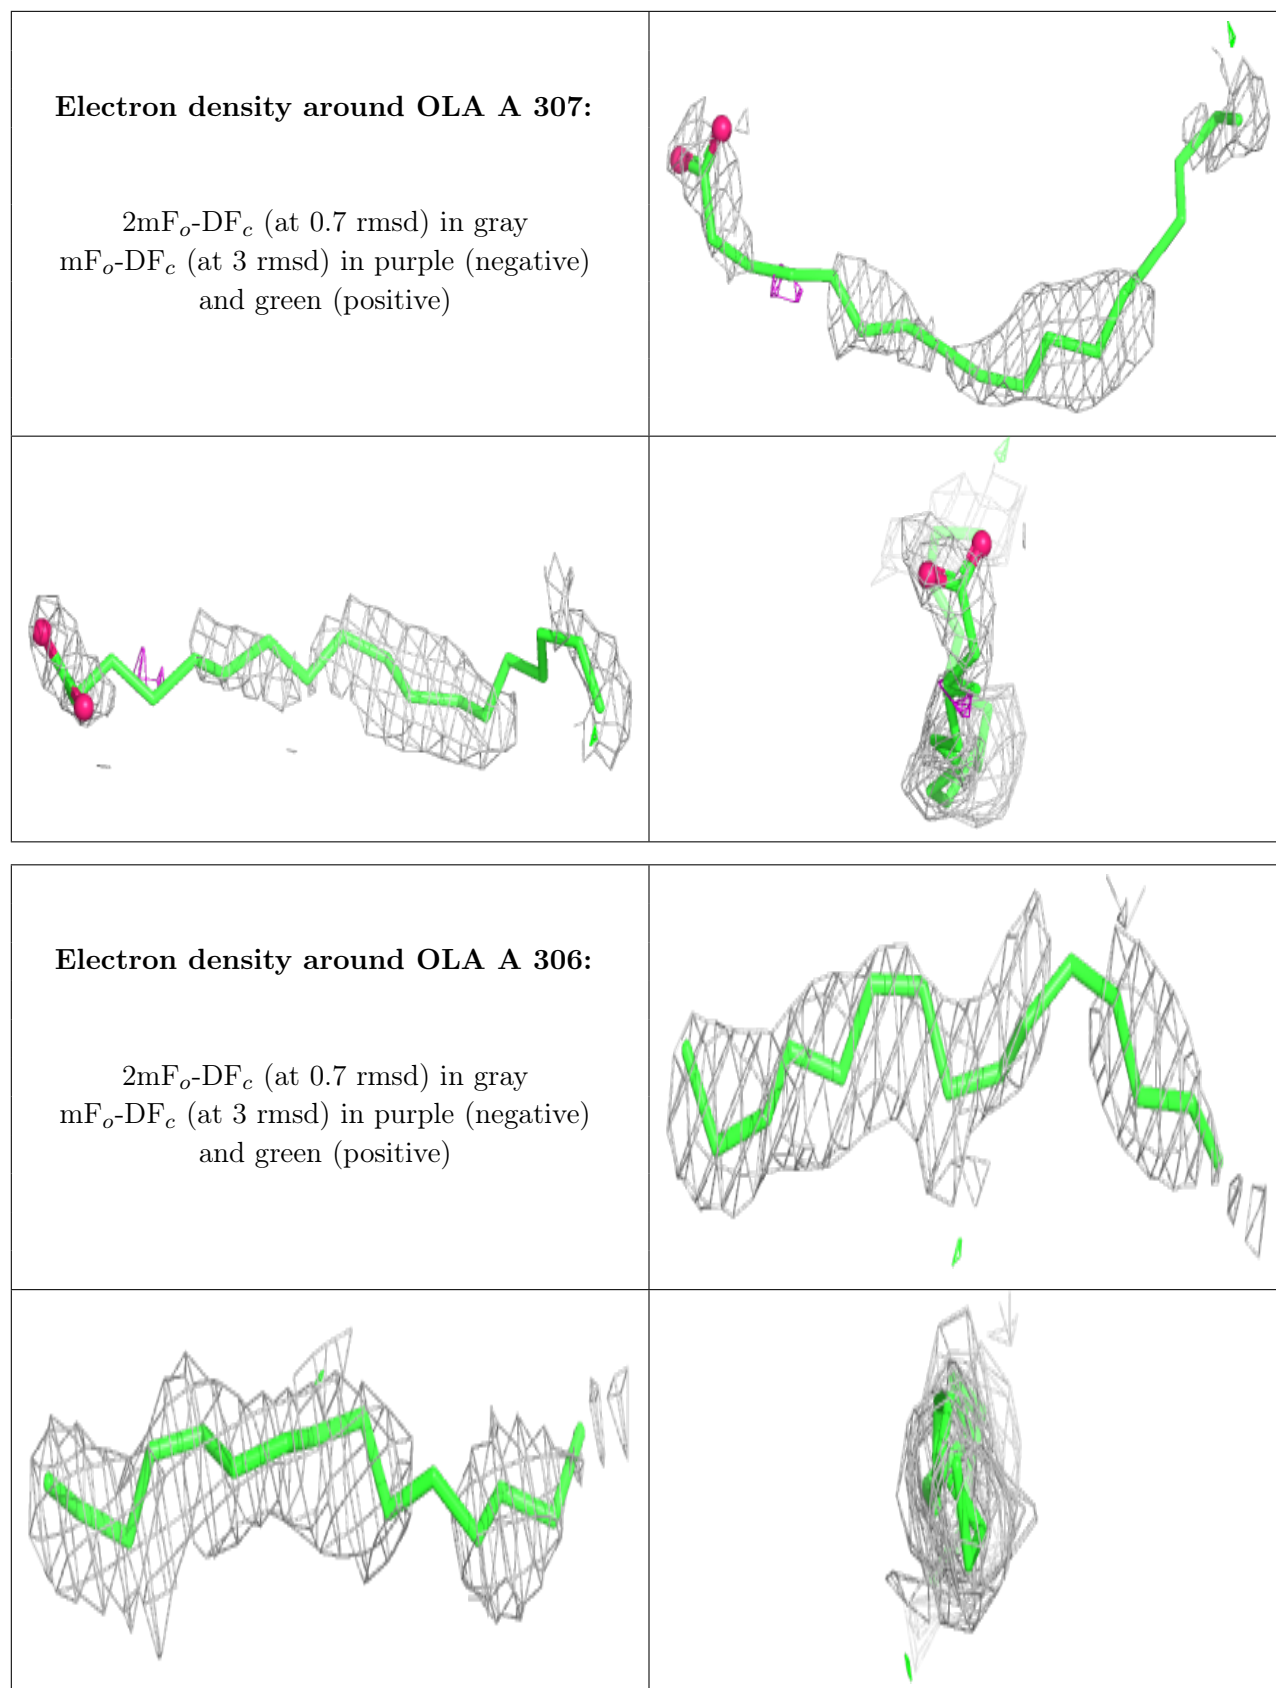 Electron density around OLA A 307:
2mFo-DFc (at 0.7 rmsd) in gray
mFo-DFc (at 3 rmsd) in purple (negative)
and green (positive)
Electron density around OLA A 306:
2mFo-DFc (at 0.7 rmsd) in gray
mFo-DFc (at 3 rmsd) in purple (negative)
and green (positive)